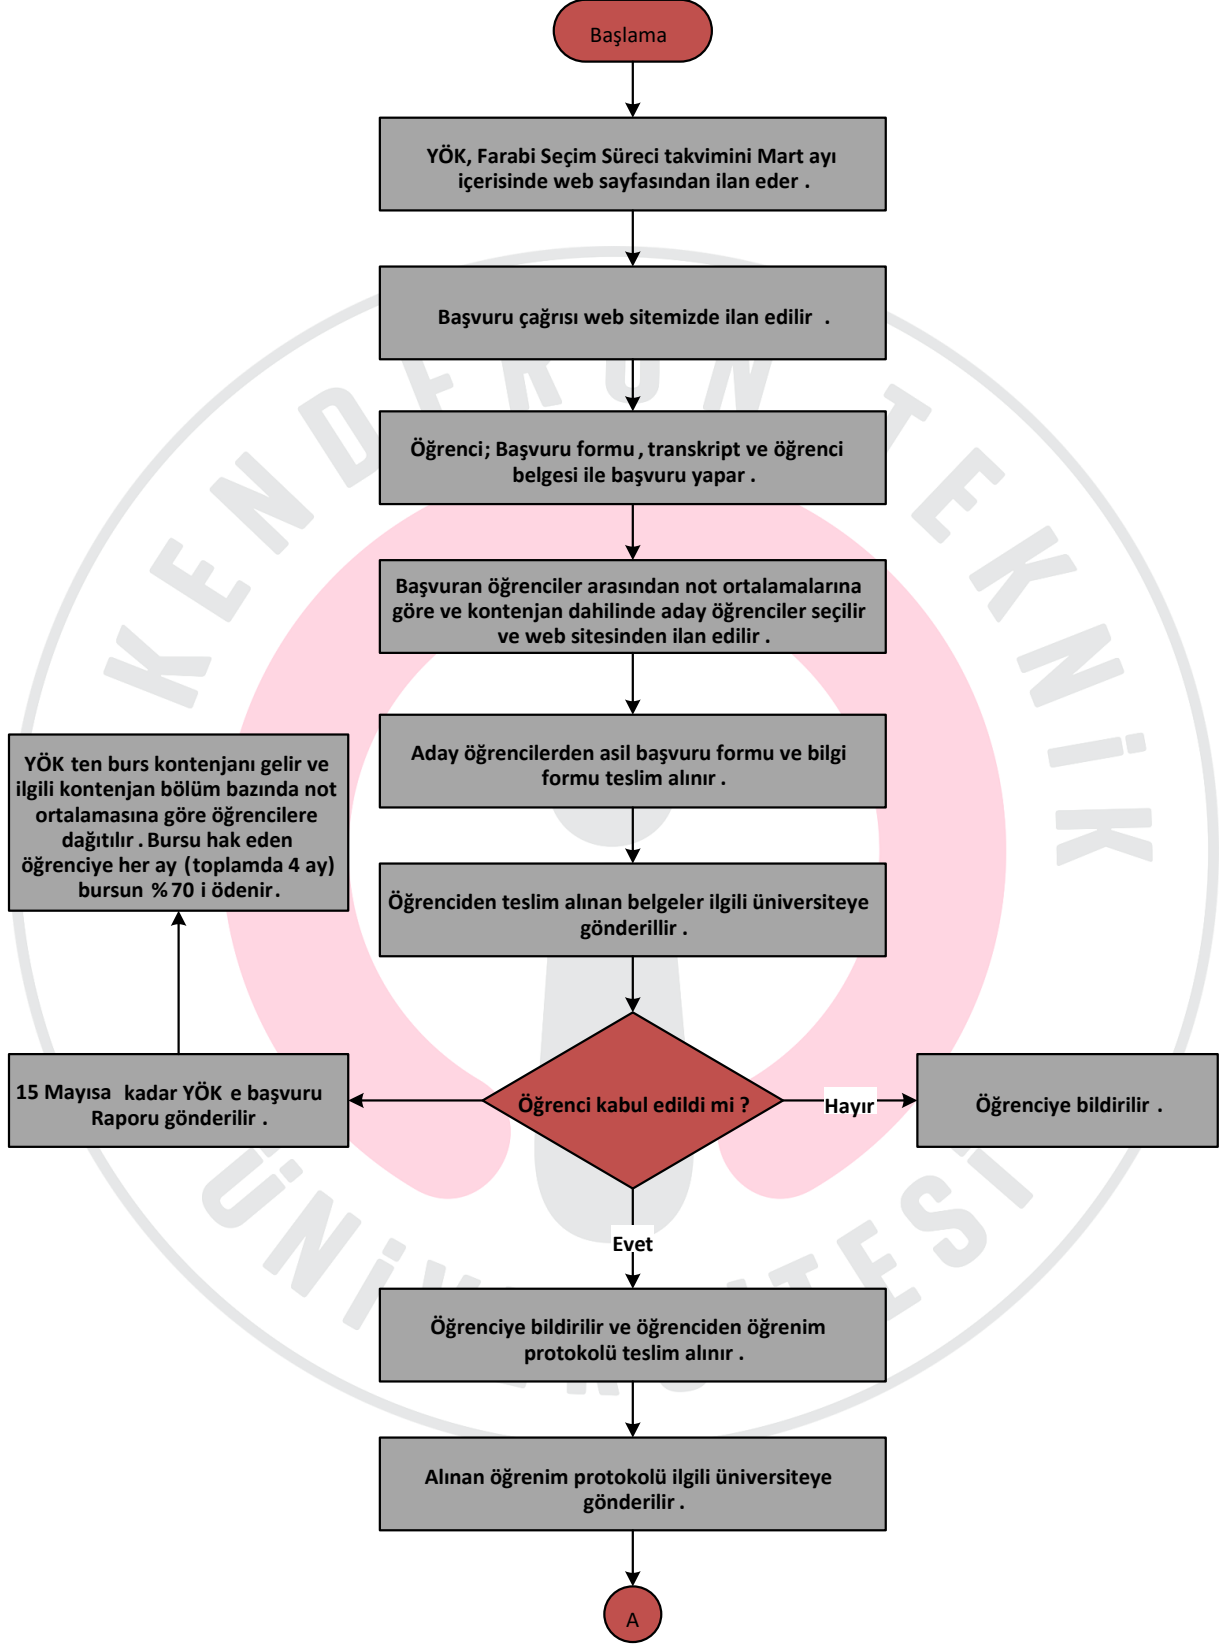 Başlama
YÖK, Farabi Seçim Süreci takvimini Mart ayı
içerisinde web sayfasından ilan eder .
Başvuru çağrısı web sitemizde ilan edilir .
Öğrenci; Başvuru formu , transkript ve öğrenci
belgesi ile başvuru yapar .
Başvuran öğrenciler arasından not ortalamalarına
göre ve kontenjan dahilinde aday öğrenciler seçilir
ve web sitesinden ilan edilir .
Aday öğrencilerden asil başvuru formu ve bilgi
formu teslim alınır .
YÖK ten burs kontenjanı gelir ve
ilgili kontenjan bölüm bazında not
ortalamasına göre öğrencilere
dağıtılır . Bursu hak eden
öğrenciye her ay (toplamda 4 ay)
bursun %70 i ödenir .
Öğrenciden teslim alınan belgeler ilgili üniversiteye
gönderillir .
15 Mayısa kadar YÖK e başvuru
Raporu gönderilir .
Öğrenci kabul edildi mi ?
Hayır
Öğrenciye bildirilir .
Evet
Öğrenciye bildirilir ve öğrenciden öğrenim
protokolü teslim alınır .
Alınan öğrenim protokolü ilgili üniversiteye
gönderilir .
A
KENDERUN TEKNİK
ÜNİVERSİTESİ